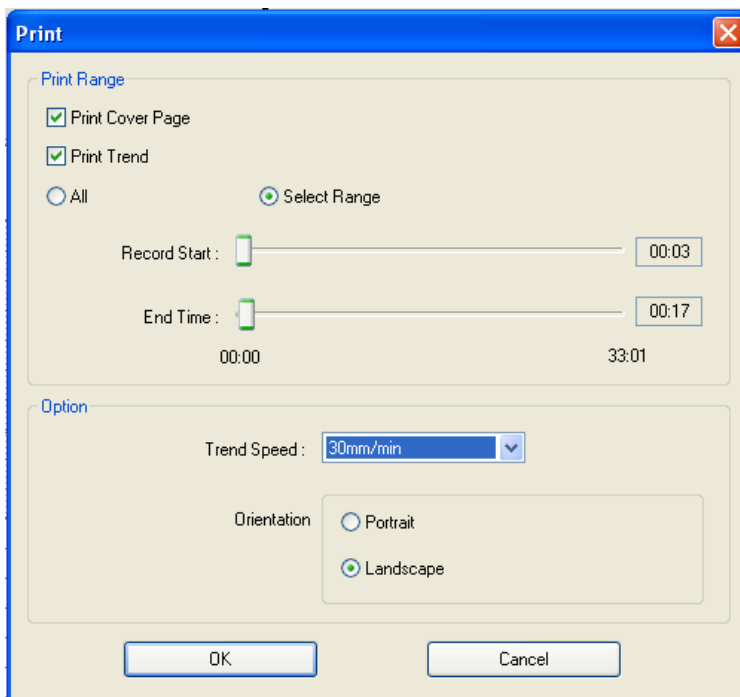 Print
Print Range
Print Cover Page
Print Trend
All Select Range
Record Start : 00:03
End Time : 00:17
00:00 33:01
Option
Trend Speed : 30mm/min
Orientation Portrait
Landscape
OK Cancel